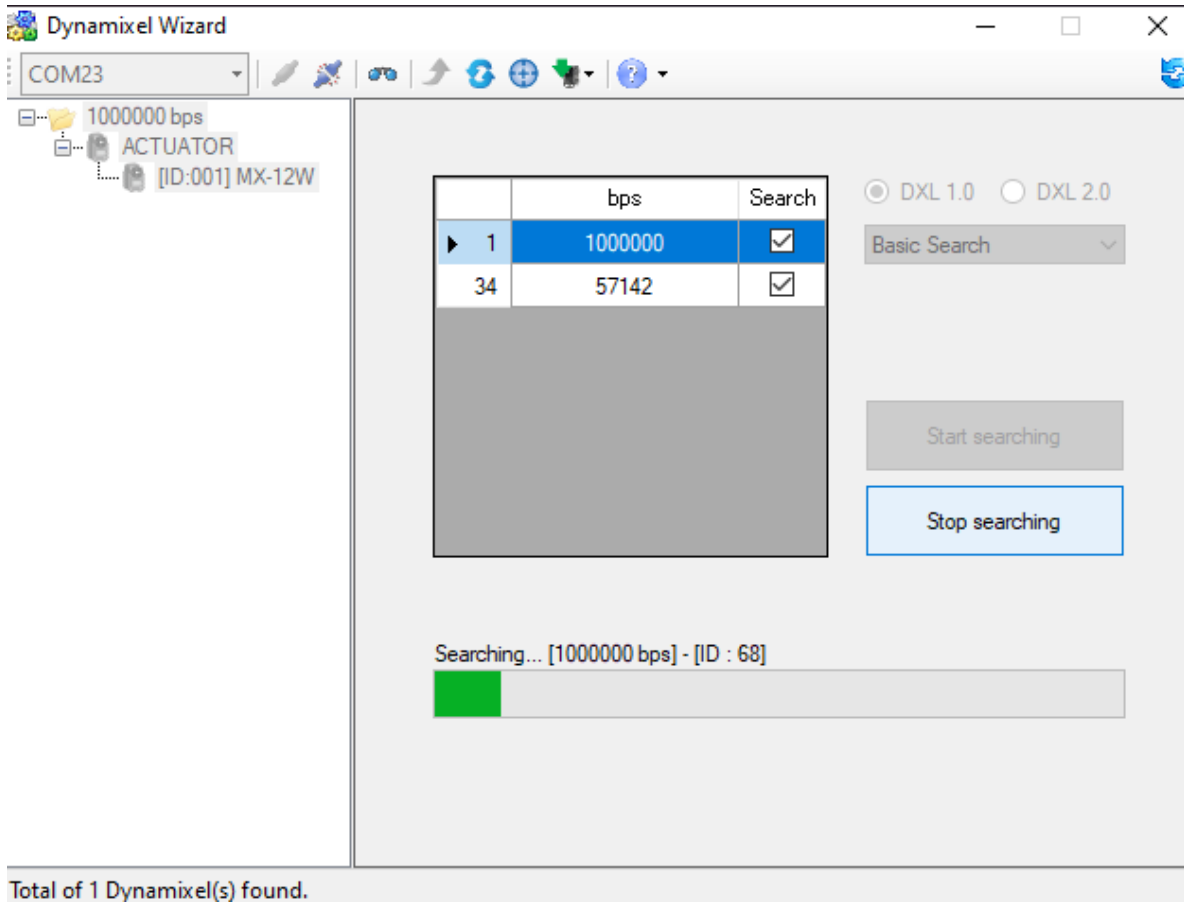 Dynamixel Wizard
COM23
1000000 bps
ACTUATOR
[ID:001] MX-12W
bps Search
1 1000000
34 57142
DXL 1.0 DXL 2.0
Basic Search
Start searching
Stop searching
Searching... [1000000 bps] - [ID : 68]
Total of 1 Dynamixel(s) found.